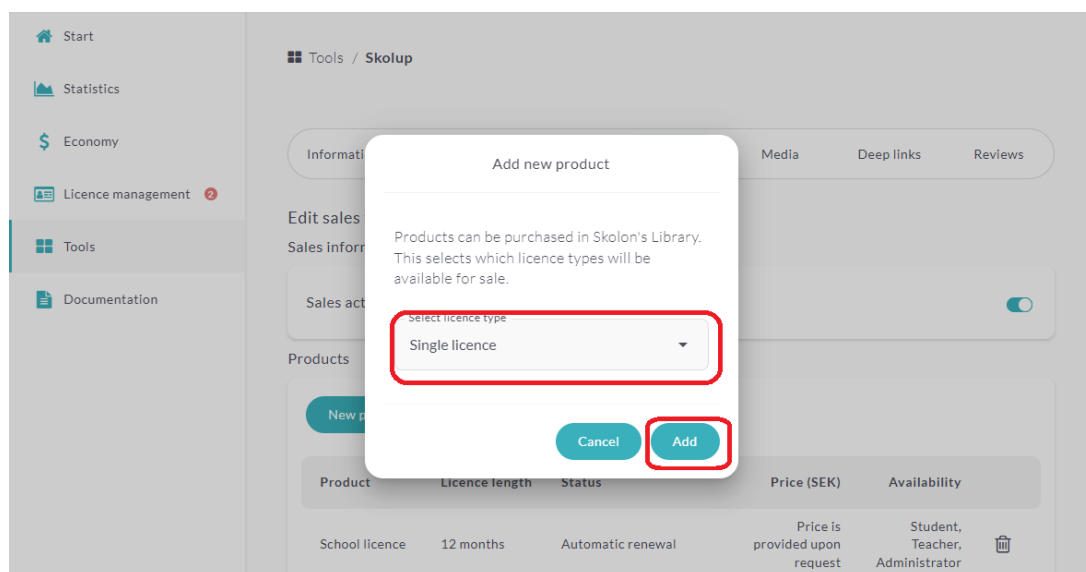 Start
Statistics
Economy
Licence management 2
Tools
Documentation
Tools / Skolup
Informati Media Deep links Reviews
Edit sales
Sales inforr
Sales act
Products
New p
Add new product
Products can be purchased in Skolon's Library.
This selects which licence types will be
available for sale.
Select licence type
Single licence
Cancel Add
Product Licence length Status Price (SEK) Availability
School licence 12 months Automatic renewal Price is
provided upon
request Student,
Teacher,
Administrator